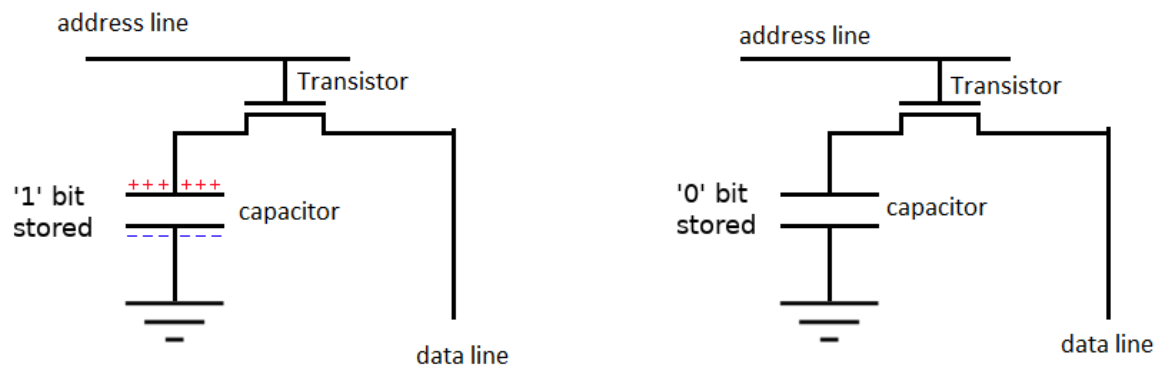 address line
Transistor
'1' bit
stored
+++ +++
capacitor
– – – – – –
data line
address line
Transistor
'0' bit
stored
capacitor
data line